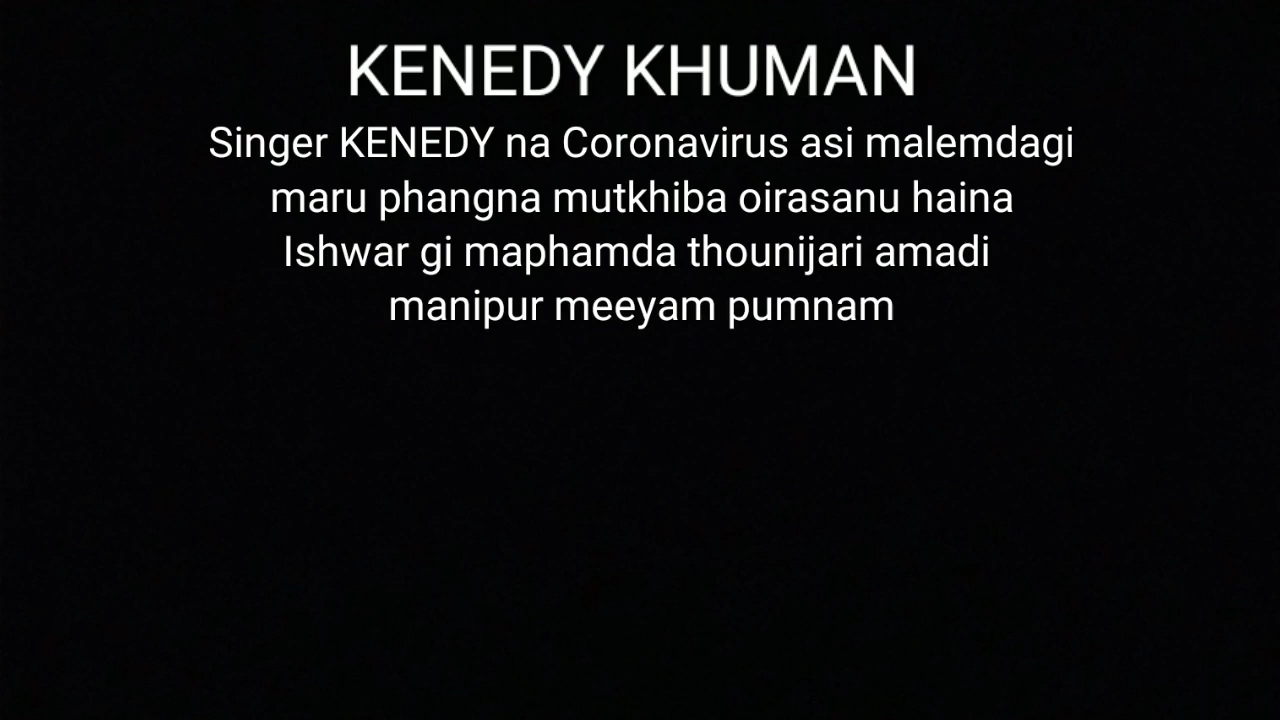 KENEDY KHUMAN
Singer KENEDY na Coronavirus asi malemdagi
maru phangna mutkhiba oirasanu haina
Ishwar gi maphamda thounijari amadi
manipur meeyam pumnam